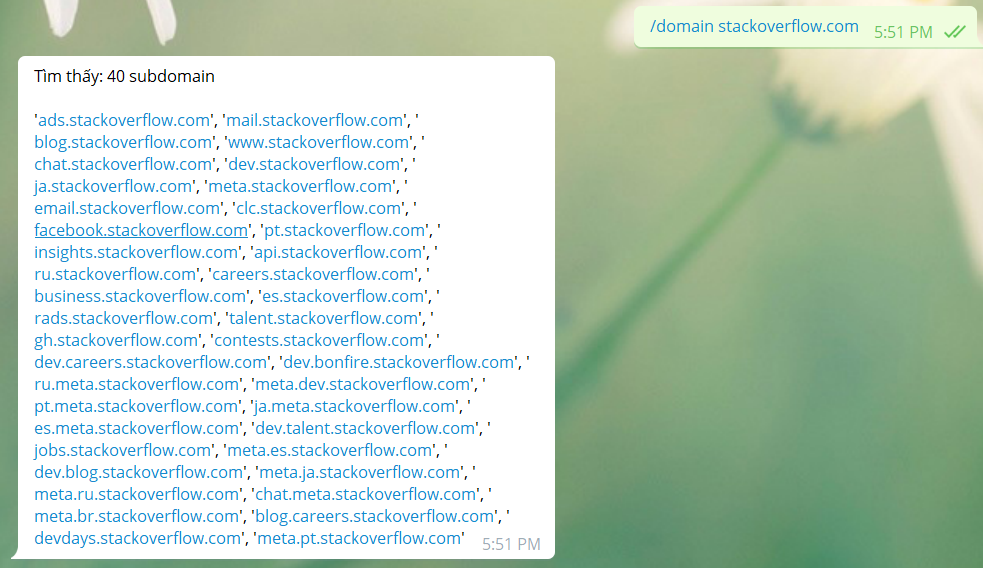 /domain stackoverflow.com 5:51 PM
Tìm thấy: 40 subdomain
'ads.stackoverflow.com', 'mail.stackoverflow.com', '
blog.stackoverflow.com', 'www.stackoverflow.com', '
chat.stackoverflow.com', 'dev.stackoverflow.com', '
ja.stackoverflow.com', 'meta.stackoverflow.com', '
email.stackoverflow.com', 'clc.stackoverflow.com', '
facebook.stackoverflow.com', 'pt.stackoverflow.com', '
insights.stackoverflow.com', 'api.stackoverflow.com', '
ru.stackoverflow.com', 'careers.stackoverflow.com', '
business.stackoverflow.com', 'es.stackoverflow.com', '
rads.stackoverflow.com', 'talent.stackoverflow.com', '
gh.stackoverflow.com', 'contests.stackoverflow.com', '
dev.careers.stackoverflow.com', 'dev.bonfire.stackoverflow.com', '
ru.meta.stackoverflow.com', 'meta.dev.stackoverflow.com', '
pt.meta.stackoverflow.com', 'ja.meta.stackoverflow.com', '
es.meta.stackoverflow.com', 'dev.talent.stackoverflow.com', '
jobs.stackoverflow.com', 'meta.es.stackoverflow.com', '
dev.blog.stackoverflow.com', 'meta.ja.stackoverflow.com', '
meta.ru.stackoverflow.com', 'chat.meta.stackoverflow.com', '
meta.br.stackoverflow.com', 'blog.careers.stackoverflow.com', '
devdays.stackoverflow.com', 'meta.pt.stackoverflow.com' 5:51 PM